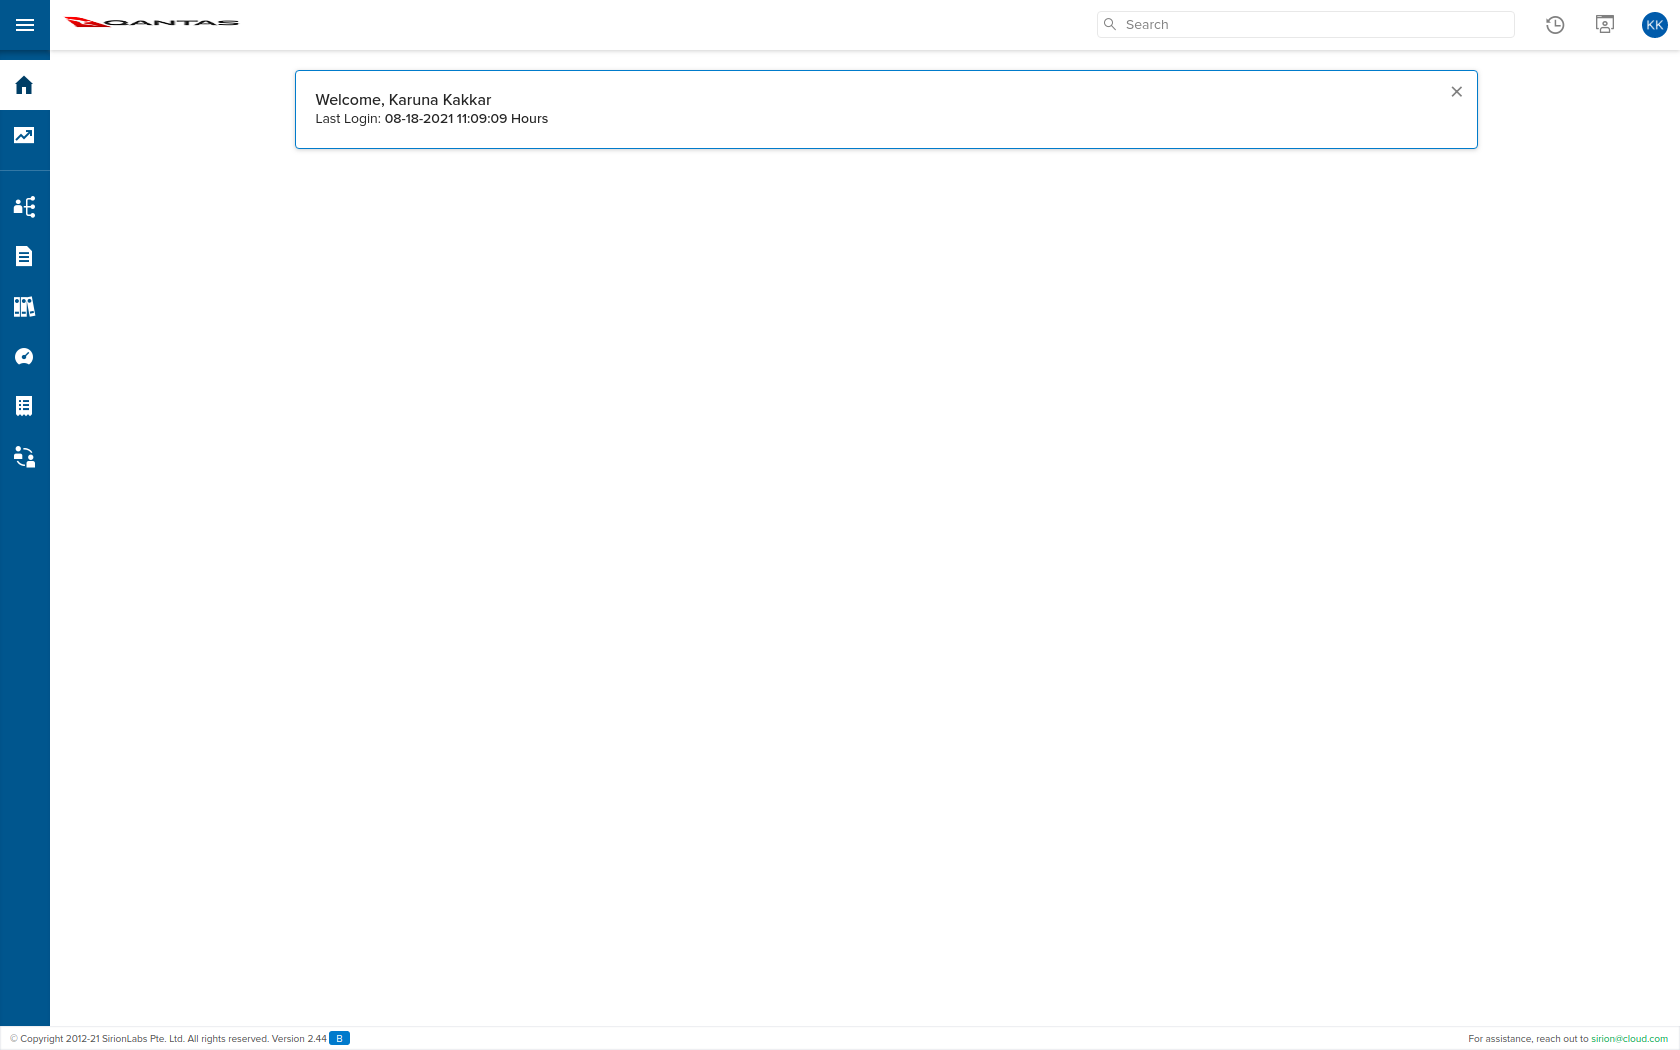 QANTAS
Search
KK
Welcome, Karuna Kakkar
Last Login: 08-18-2021 11:09:09 Hours
© Copyright 2012-21 SirionLabs Pte. Ltd. All rights reserved. Version 2.44 B
For assistance, reach out to sirion@cloud.com